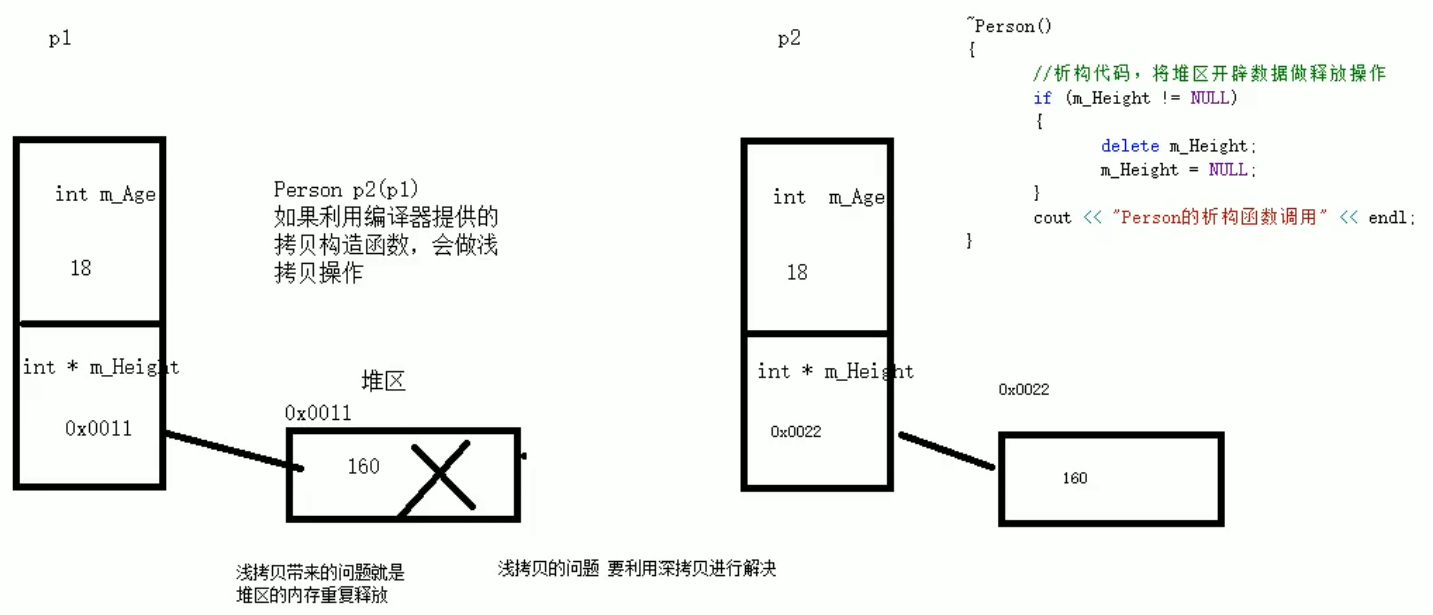 p1
int m_Age
18
int * m_Height
0x0011
Person p2(p1)
如果利用编译器提供的
拷贝构造函数，会做浅
拷贝操作
堆区
0x0011
160
浅拷贝带来的问题就是
堆区的内存重复释放
浅拷贝的问题 要利用深拷贝进行解决
p2
int  m_Age
18
int * m_Height
0x0022
0x0022
160
~Person()
{
//析构代码，将堆区开辟数据做释放操作
if (m_Height != NULL)
{
delete m_Height;
m_Height = NULL;
}
cout << "Person的析构函数调用" << endl;
}